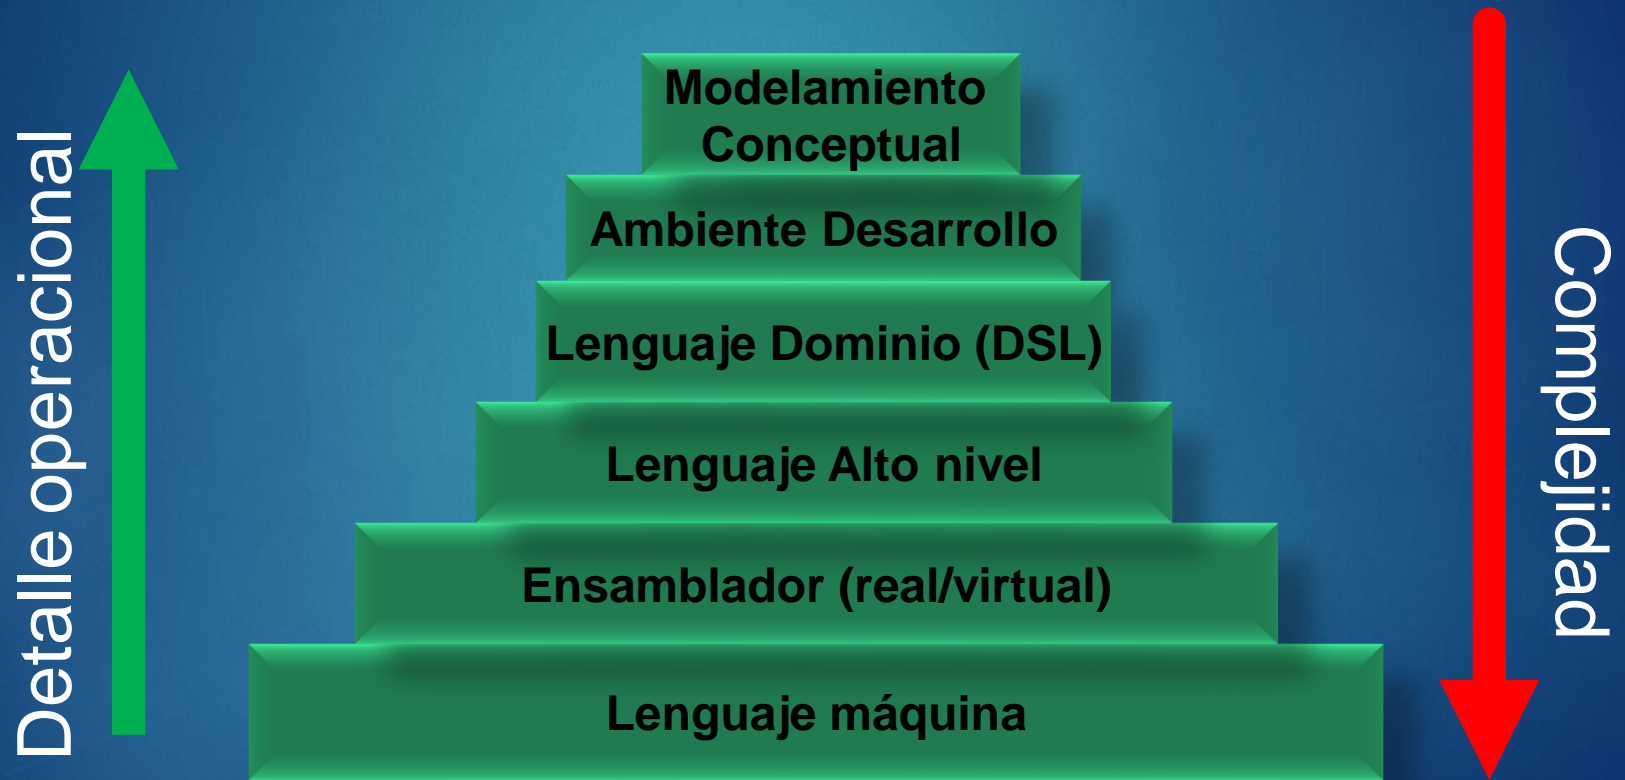 Detalle operacional
Modelamiento
Conceptual
Ambiente Desarrollo
Lenguaje Dominio (DSL)
Lenguaje Alto nivel
Ensamblador (real/virtual)
Lenguaje máquina
Complejidad